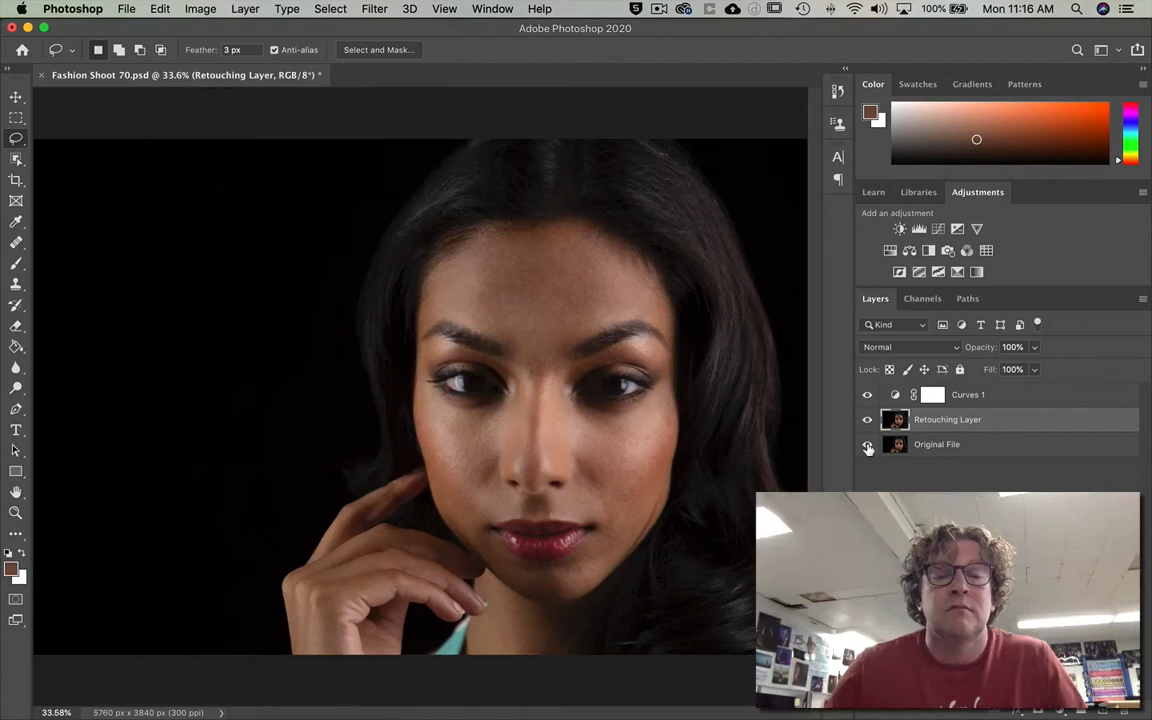 Photoshop File Edit Image Layer Type Select Filter 3D View Window Help 100% Mon 11:16 AM
Adobe Photoshop 2020
Feather: 3 px Anti-alias Select and Mask...
Fashion Shoot 70.psd @ 33.6% (Retouching Layer, RGB/8*) *
Color Swatches Gradients Patterns
Learn Libraries Adjustments
Add an adjustment
Layers Channels Paths
Kind
Normal Opacity: 100%
Lock: Fill: 100%
Curves 1
Retouching Layer
Original File
33.58% 5760 px x 3840 px (300 ppi)